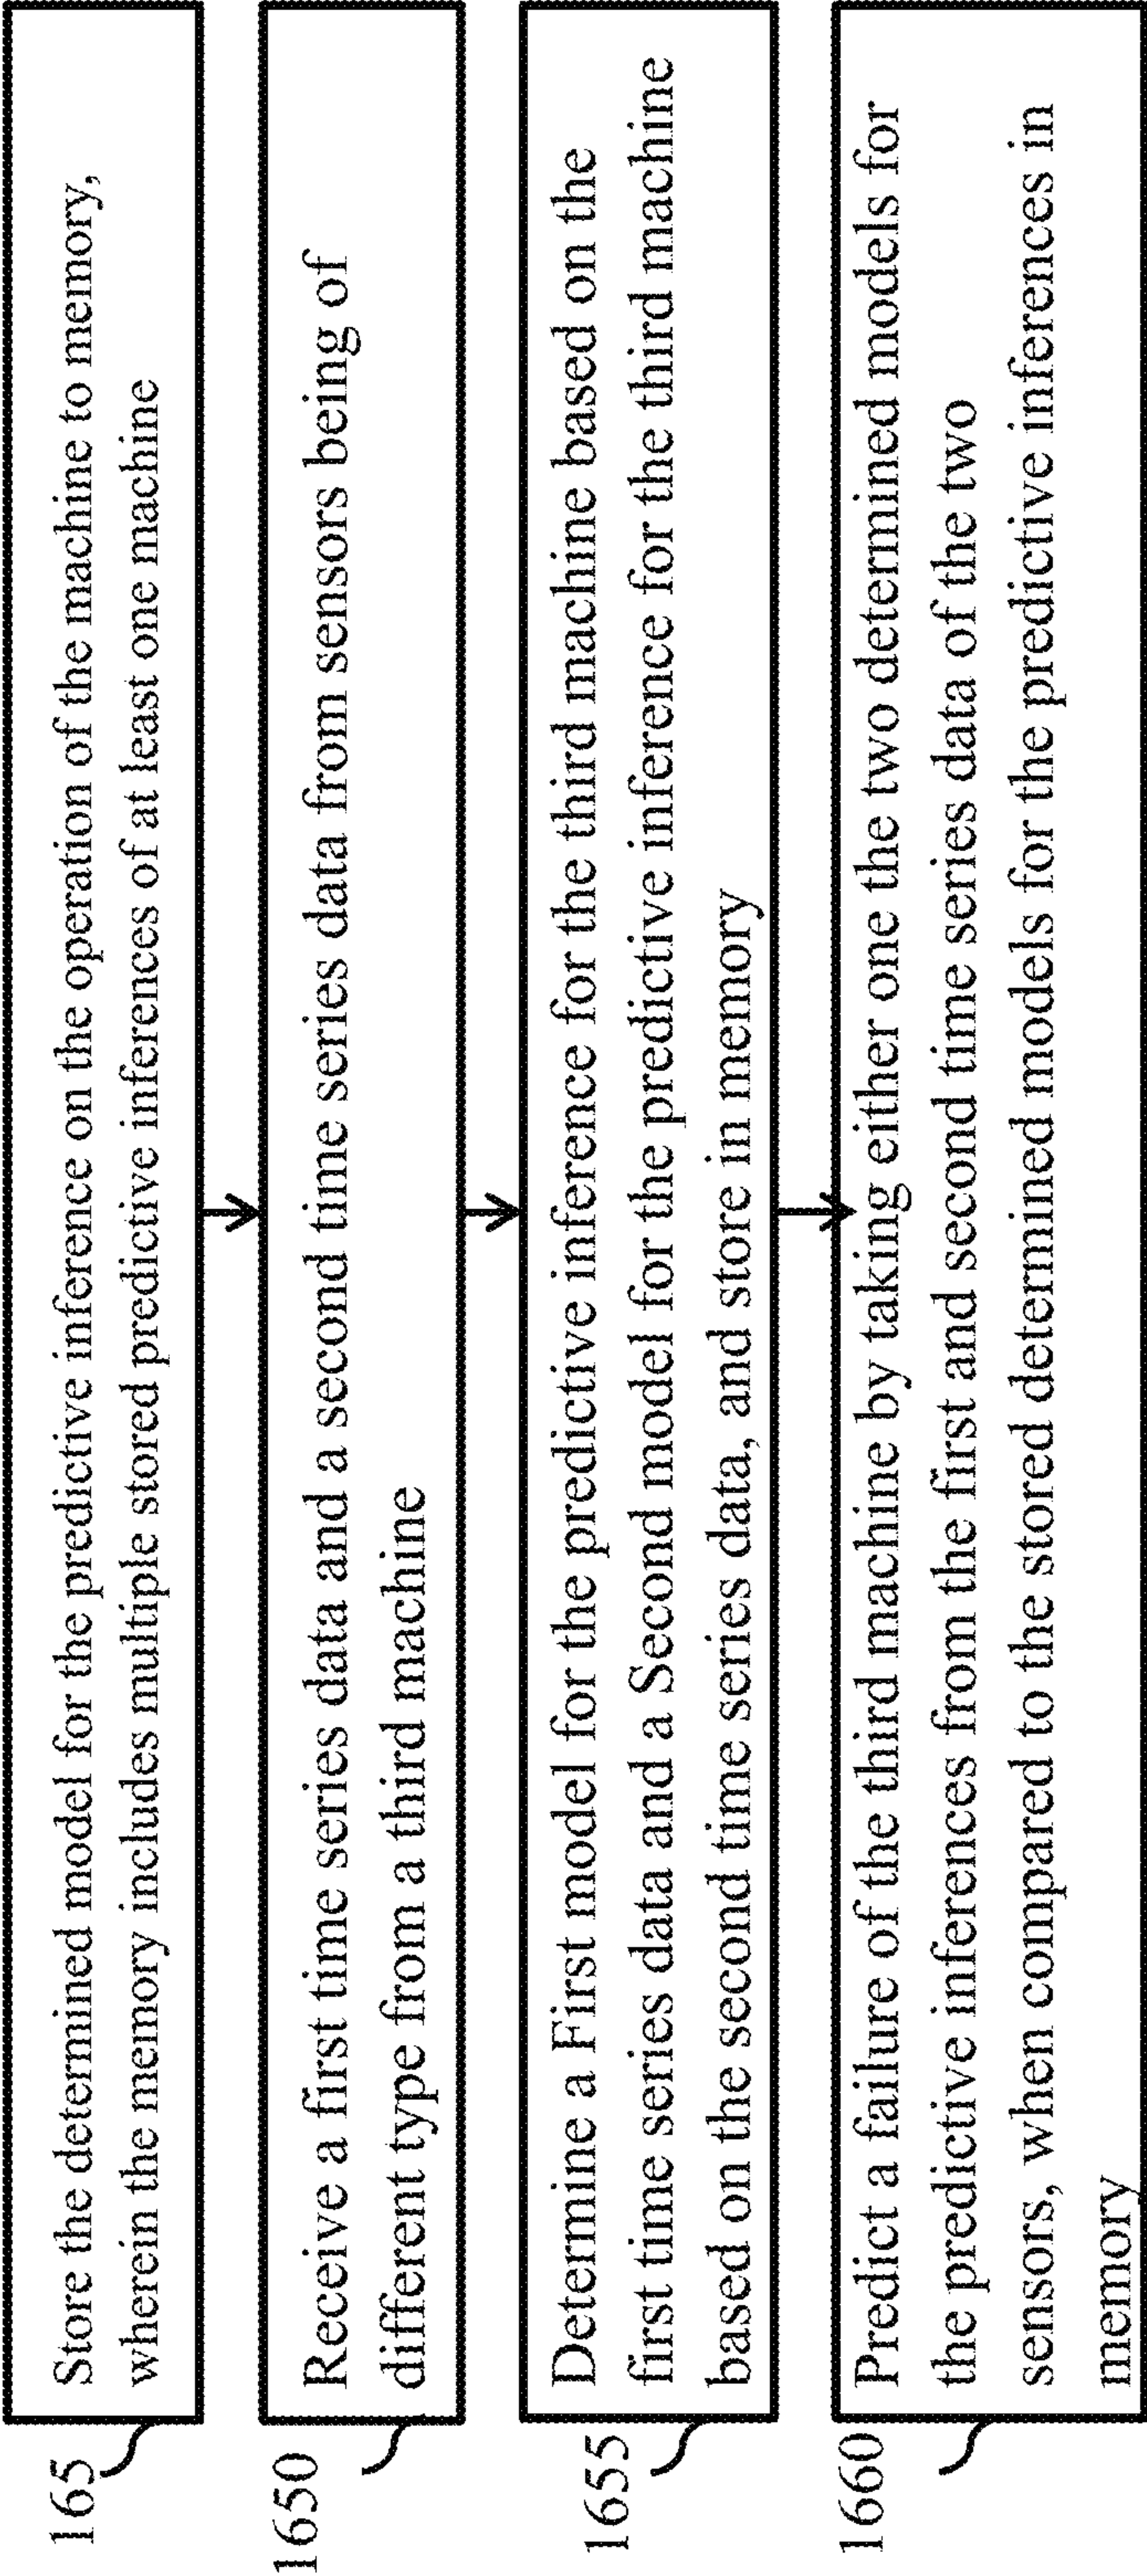 165
Store the determined model for the predictive inference on the operation of the machine to memory,
wherein the memory includes multiple stored predictive inferences of at least one machine
1650
Receive a first time series data and a second time series data from sensors being of
different type from a third machine
1655
Determine a First model for the predictive inference for the third machine based on the
first time series data and a Second model for the predictive inference for the third machine
based on the second time series data, and store in memory
1660
Predict a failure of the third machine by taking either one the two determined models for
the predictive inferences from the first and second time series data of the two
sensors, when compared to the stored determined models for the predictive inferences in
memory